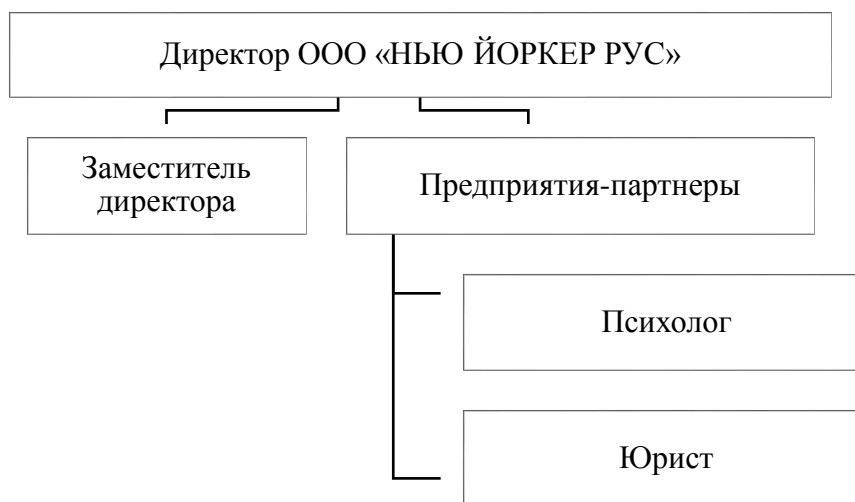 Директор ООО «НЬЮ ЙОРКЕР РУС»
Заместитель
директора
Предприятия-партнеры
Психолог
Юрист